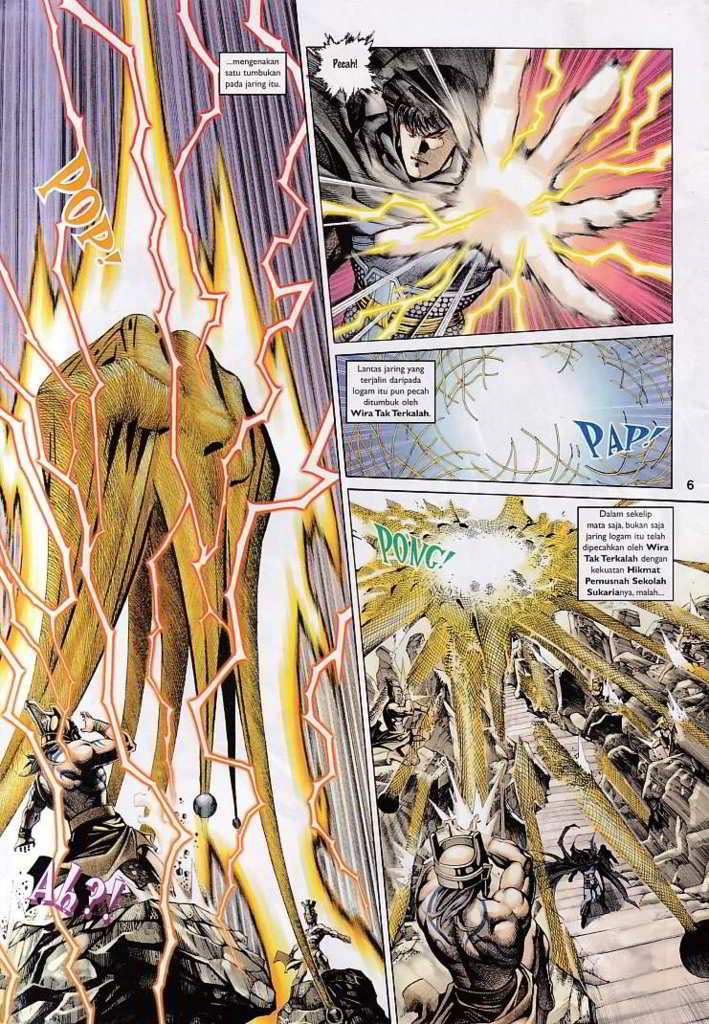 ...mengenakan
satu tumbukan
pada jaring itu.
POP!
Ah?!
Pecah!
Lantas jaring yang
terjalin daripada
logam itu pun pecah
ditumbuk oleh
Wira Tak Terkalah.
PAP!
6
PONG!
Dalam sekelip
mata saja, bukan saja
jaring logam itu telah
dipecahkan oleh Wira
Tak Terkalah dengan
kekuatan Hikmat
Pemusnah Sekolah
Sukarianya, malah...